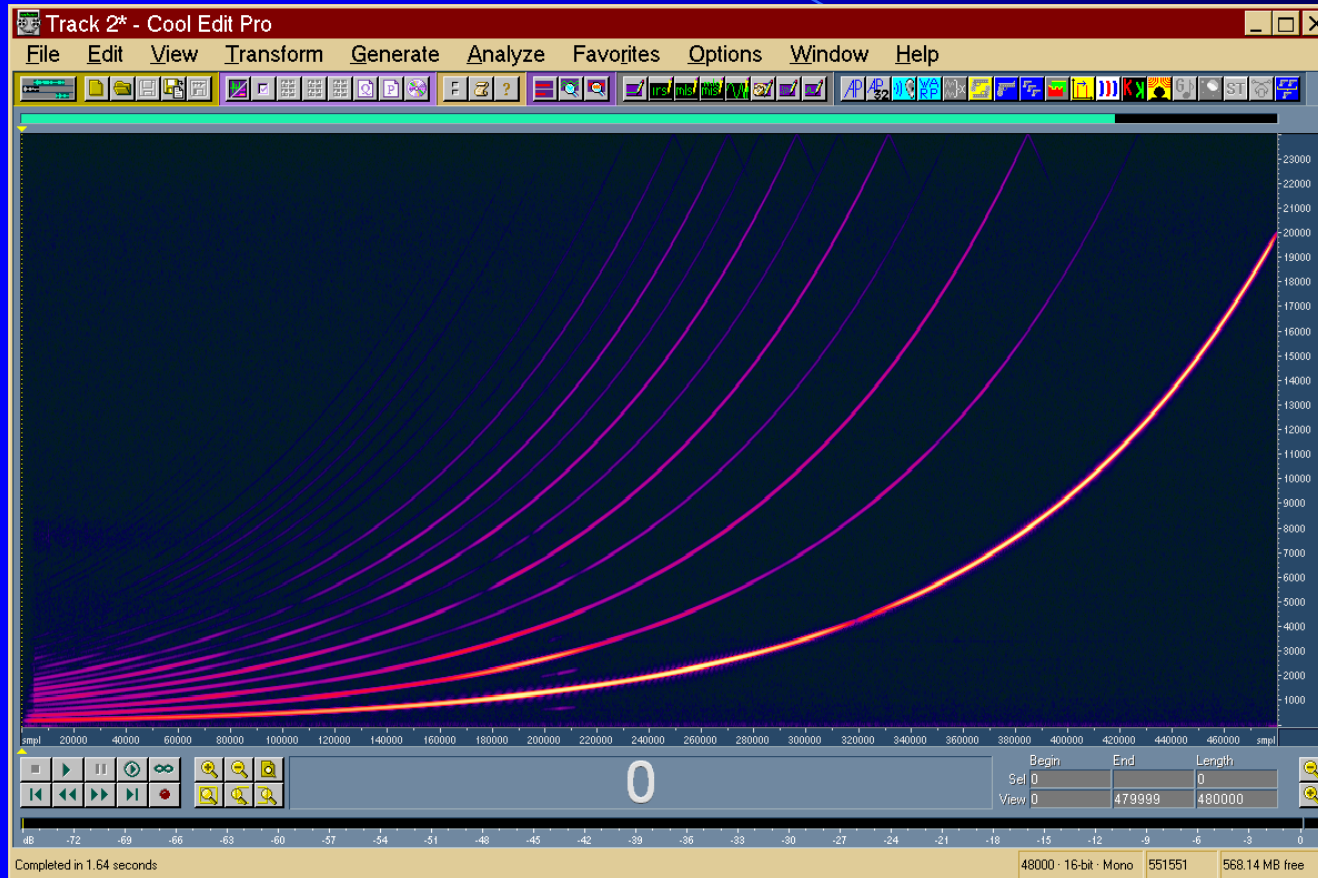 Track 2* - Cool Edit Pro
File Edit View Transform Generate Analyze Favorites Options Window Help
F ? AP AP32 WARP ST
23000
22000
21000
20000
19000
18000
17000
16000
15000
14000
13000
12000
11000
10000
9000
8000
7000
6000
5000
4000
3000
2000
1000
smpl 20000 40000 60000 80000 100000 120000 140000 160000 180000 200000 220000 240000 260000 280000 300000 320000 340000 360000 380000 400000 420000 440000 460000 smpl
0
Begin End Length
Sel 0 0
View 0 479999 480000
dB -72 -69 -66 -63 -60 -57 -54 -51 -48 -45 -42 -39 -36 -33 -30 -27 -24 -21 -18 -15 -12 -9 -6 -3 0
Completed in 1.64 seconds 48000 · 16-bit · Mono 551551 568.14 MB free